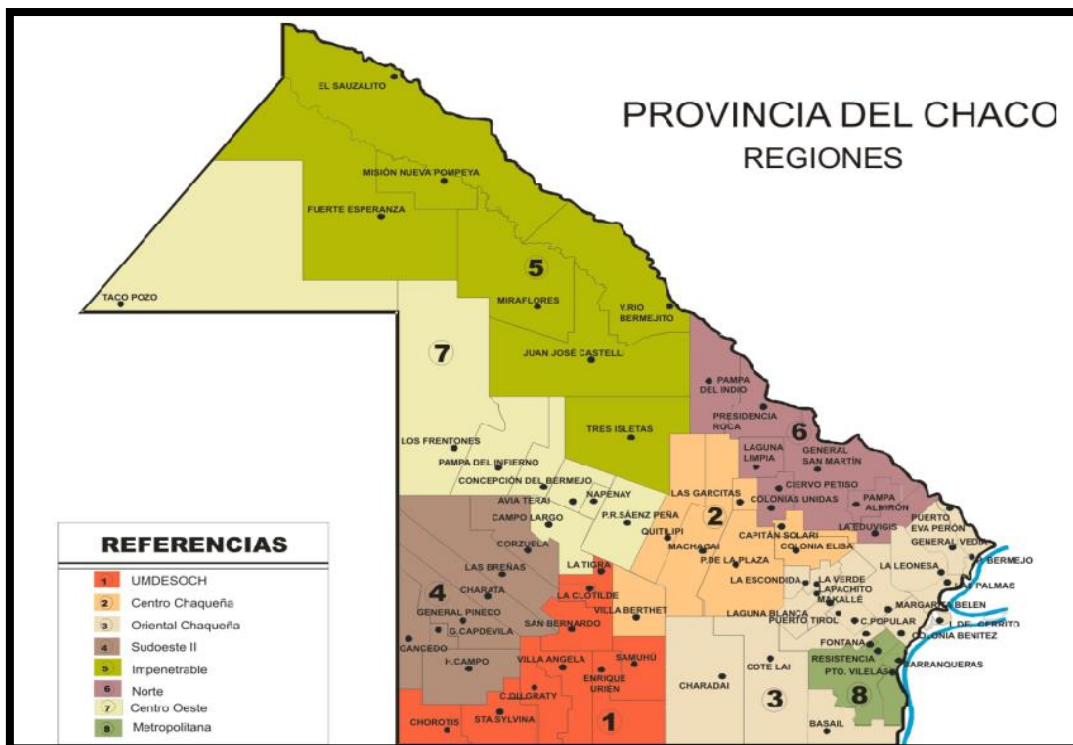 PROVINCIA DEL CHACO
REGIONES
EL SAUZALITO
MISIÓN NUEVA POMPEYA
FUERTE ESPERANZA
5
TACO POZO
MIRAFLORES
V.RIO
BERMEJITO
7
JUAN JOSÉ CASTELLI
PAMPA
DEL INDIO
PRESIDENCIA
ROCA
TRES ISLETAS
6
LOS FRENTONES
LAGUNA
LIMPIA
GENERAL
SAN MARTÍN
PAMPA DEL INFIERNO
CONCEPCIÓN DEL BERMEJO
CIERVO PETISO
LAS GARCITAS
COLONIAS UNIDAS
PAMPA
ALMIRÓN
AVIA TERAI
NAPENAY
CAMPO LARGO
P.R.SÁENZ PEÑA
2
PUERTO
EVA PERÓN
QUITILIPI
CAPITÁN SOLARI
LA EDUVIGIS
GENERAL VEDIA
CORZUELA
MACHAGAI
COLONIA ELISA
P. BERMEJO
LAS BREÑAS
LA TIGRA
P.DE LA PLAZA
LA LEONESA
LAS PALMAS
4
CHARATA
LA CLOTILDE
LA ESCONDIDA
LA VERDE
LAPACHITO
MAKALLÉ
GENERAL PINEDO
VILLA BERTHET
LAGUNA BLANCA
MARGARITA BELEN
PUERTO TIROL
C.POPULAR
I. DEL CERRITO
G.CAPDEVILA
SAN BERNARDO
COLONIA BENITEZ
FONTANA
GANCEDO
H.CAMPO
VILLA ANGELA
SAMUHÚ
ENRIQUE
URIÉN
COTE LAI
RESISTENCIA
BARRANQUERAS
PTO. VILELAS
CHARADAI
3
8
C.DU GRATY
CHOROTIS
STA.SYLVINA
1
BASAIL
REFERENCIAS
1 UMDESOCH
2 Centro Chaqueña
3 Oriental Chaqueña
4 Sudoeste II
5 Impenetrable
6 Norte
7 Centro Oeste
8 Metropolitana